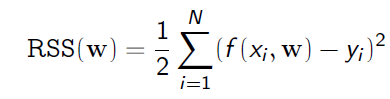 RSS(w) = \frac{1}{2} \sum_{i=1}^{N} (f(x_i, w) − y_i)^2